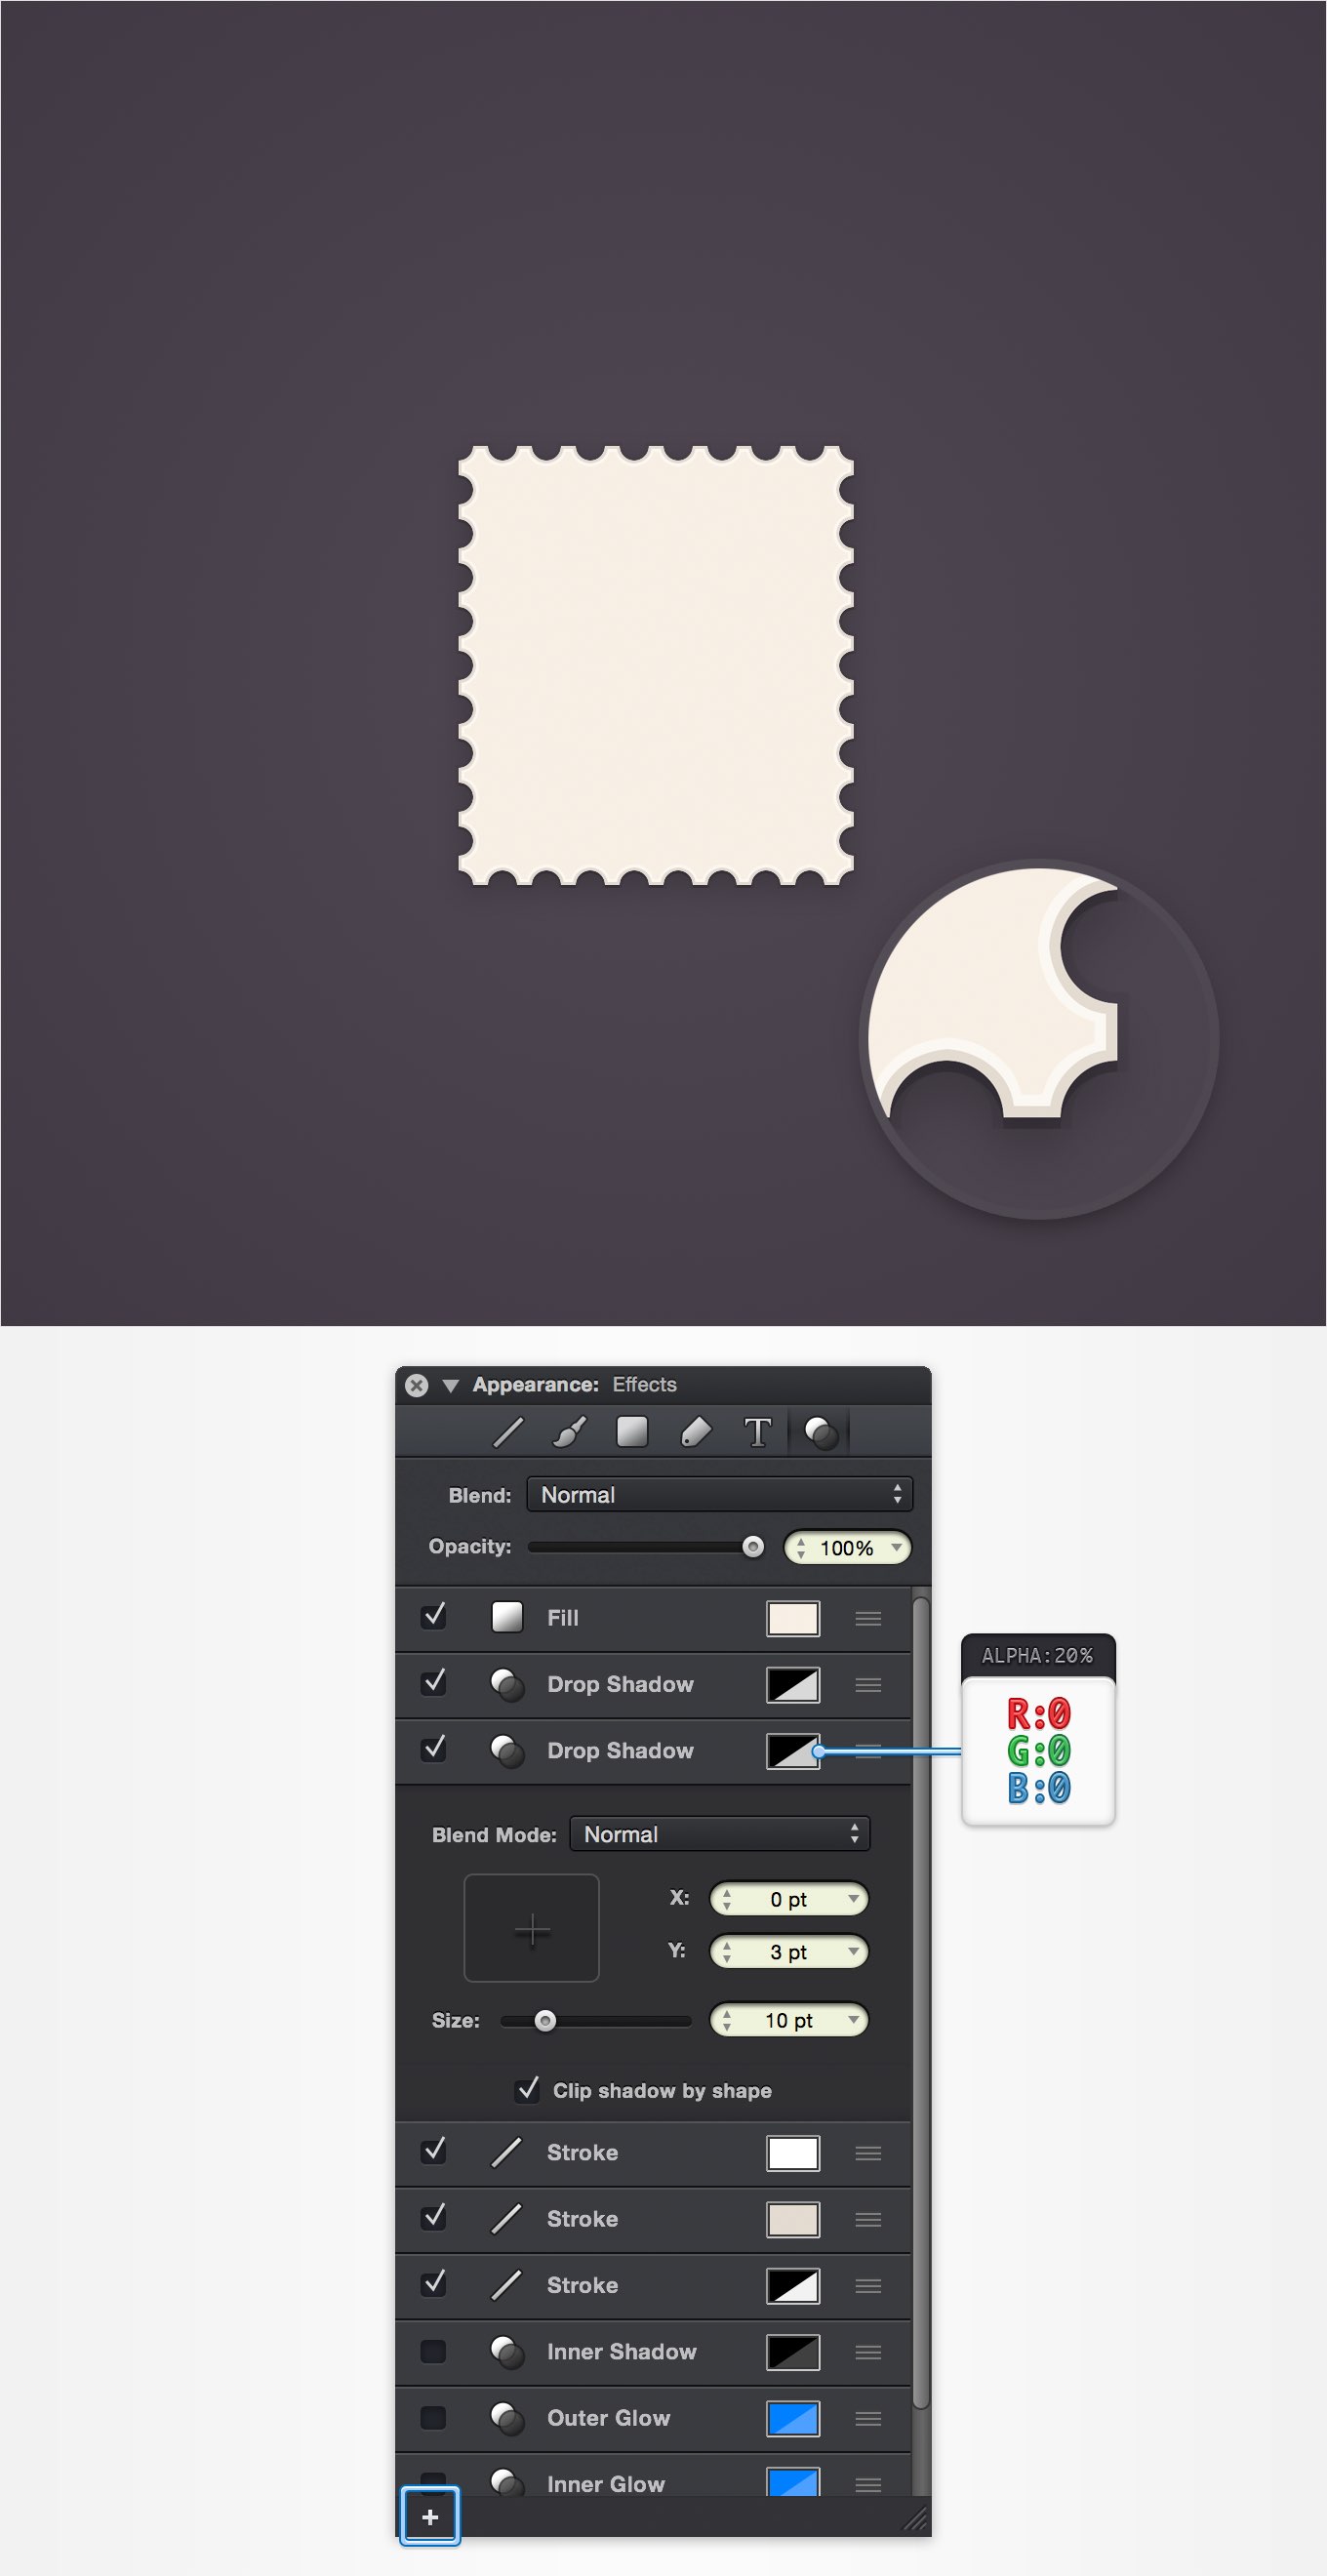 Appearance: Effects
T
Blend: Normal
Opacity: 100%
Fill
Drop Shadow
ALPHA:20%
R:0
G:0
B:0
Drop Shadow
Blend Mode: Normal
X: 0 pt
Y: 3 pt
Size: 10 pt
Clip shadow by shape
Stroke
Stroke
Stroke
Inner Shadow
Outer Glow
Inner Glow
+